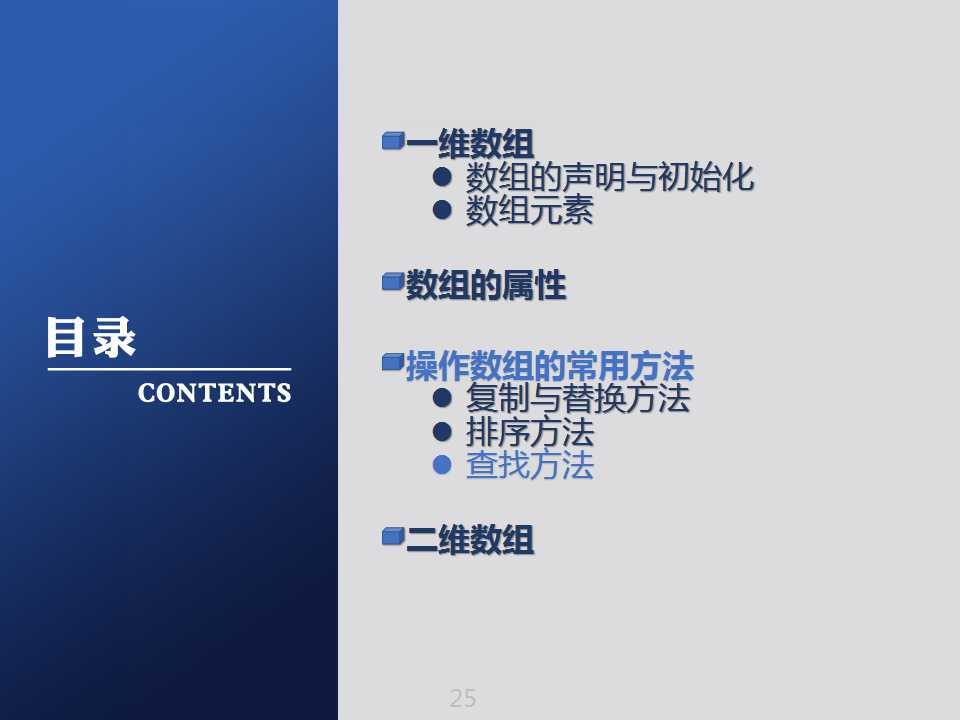 目录
CONTENTS
一维数组
数组的声明与初始化
数组元素
数组的属性
操作数组的常用方法
复制与替换方法
排序方法
查找方法
二维数组
25